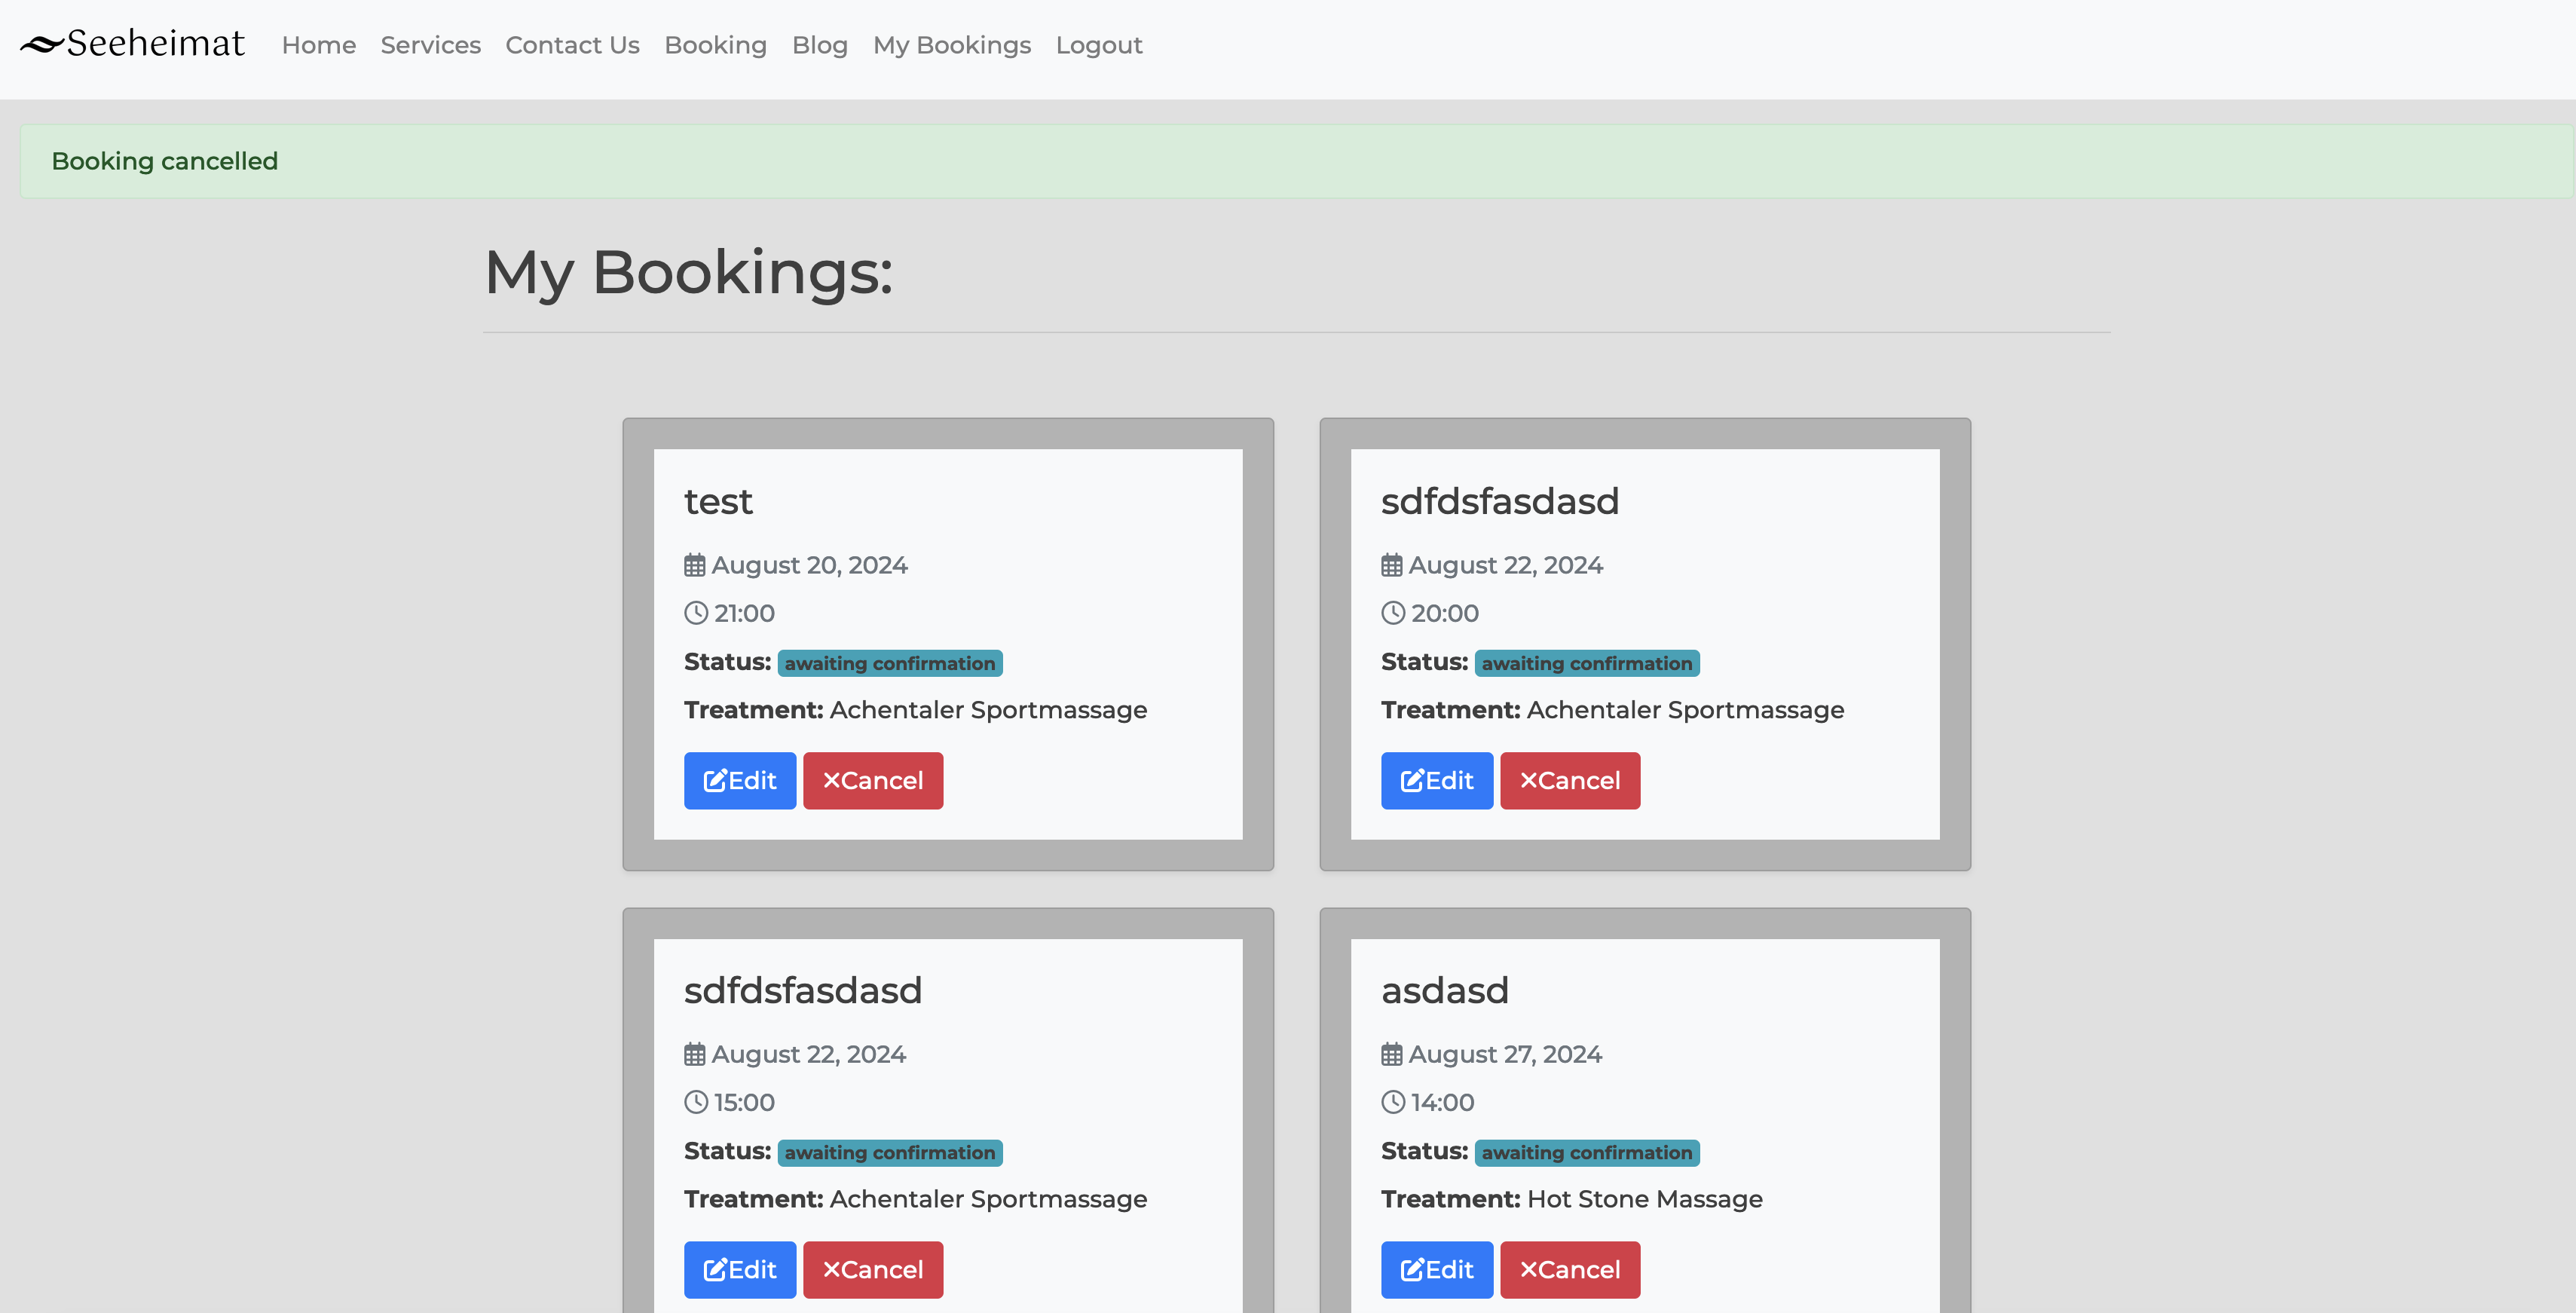 Seeheimat Home Services Contact Us Booking Blog My Bookings Logout
Booking cancelled
My Bookings:
test
August 20, 2024
21:00
Status: awaiting confirmation
Treatment: Achentaler Sportmassage
Edit Cancel
sdfdsfasdasd
August 22, 2024
20:00
Status: awaiting confirmation
Treatment: Achentaler Sportmassage
Edit Cancel
sdfdsfasdasd
August 22, 2024
15:00
Status: awaiting confirmation
Treatment: Achentaler Sportmassage
Edit Cancel
asdasd
August 27, 2024
14:00
Status: awaiting confirmation
Treatment: Hot Stone Massage
Edit Cancel